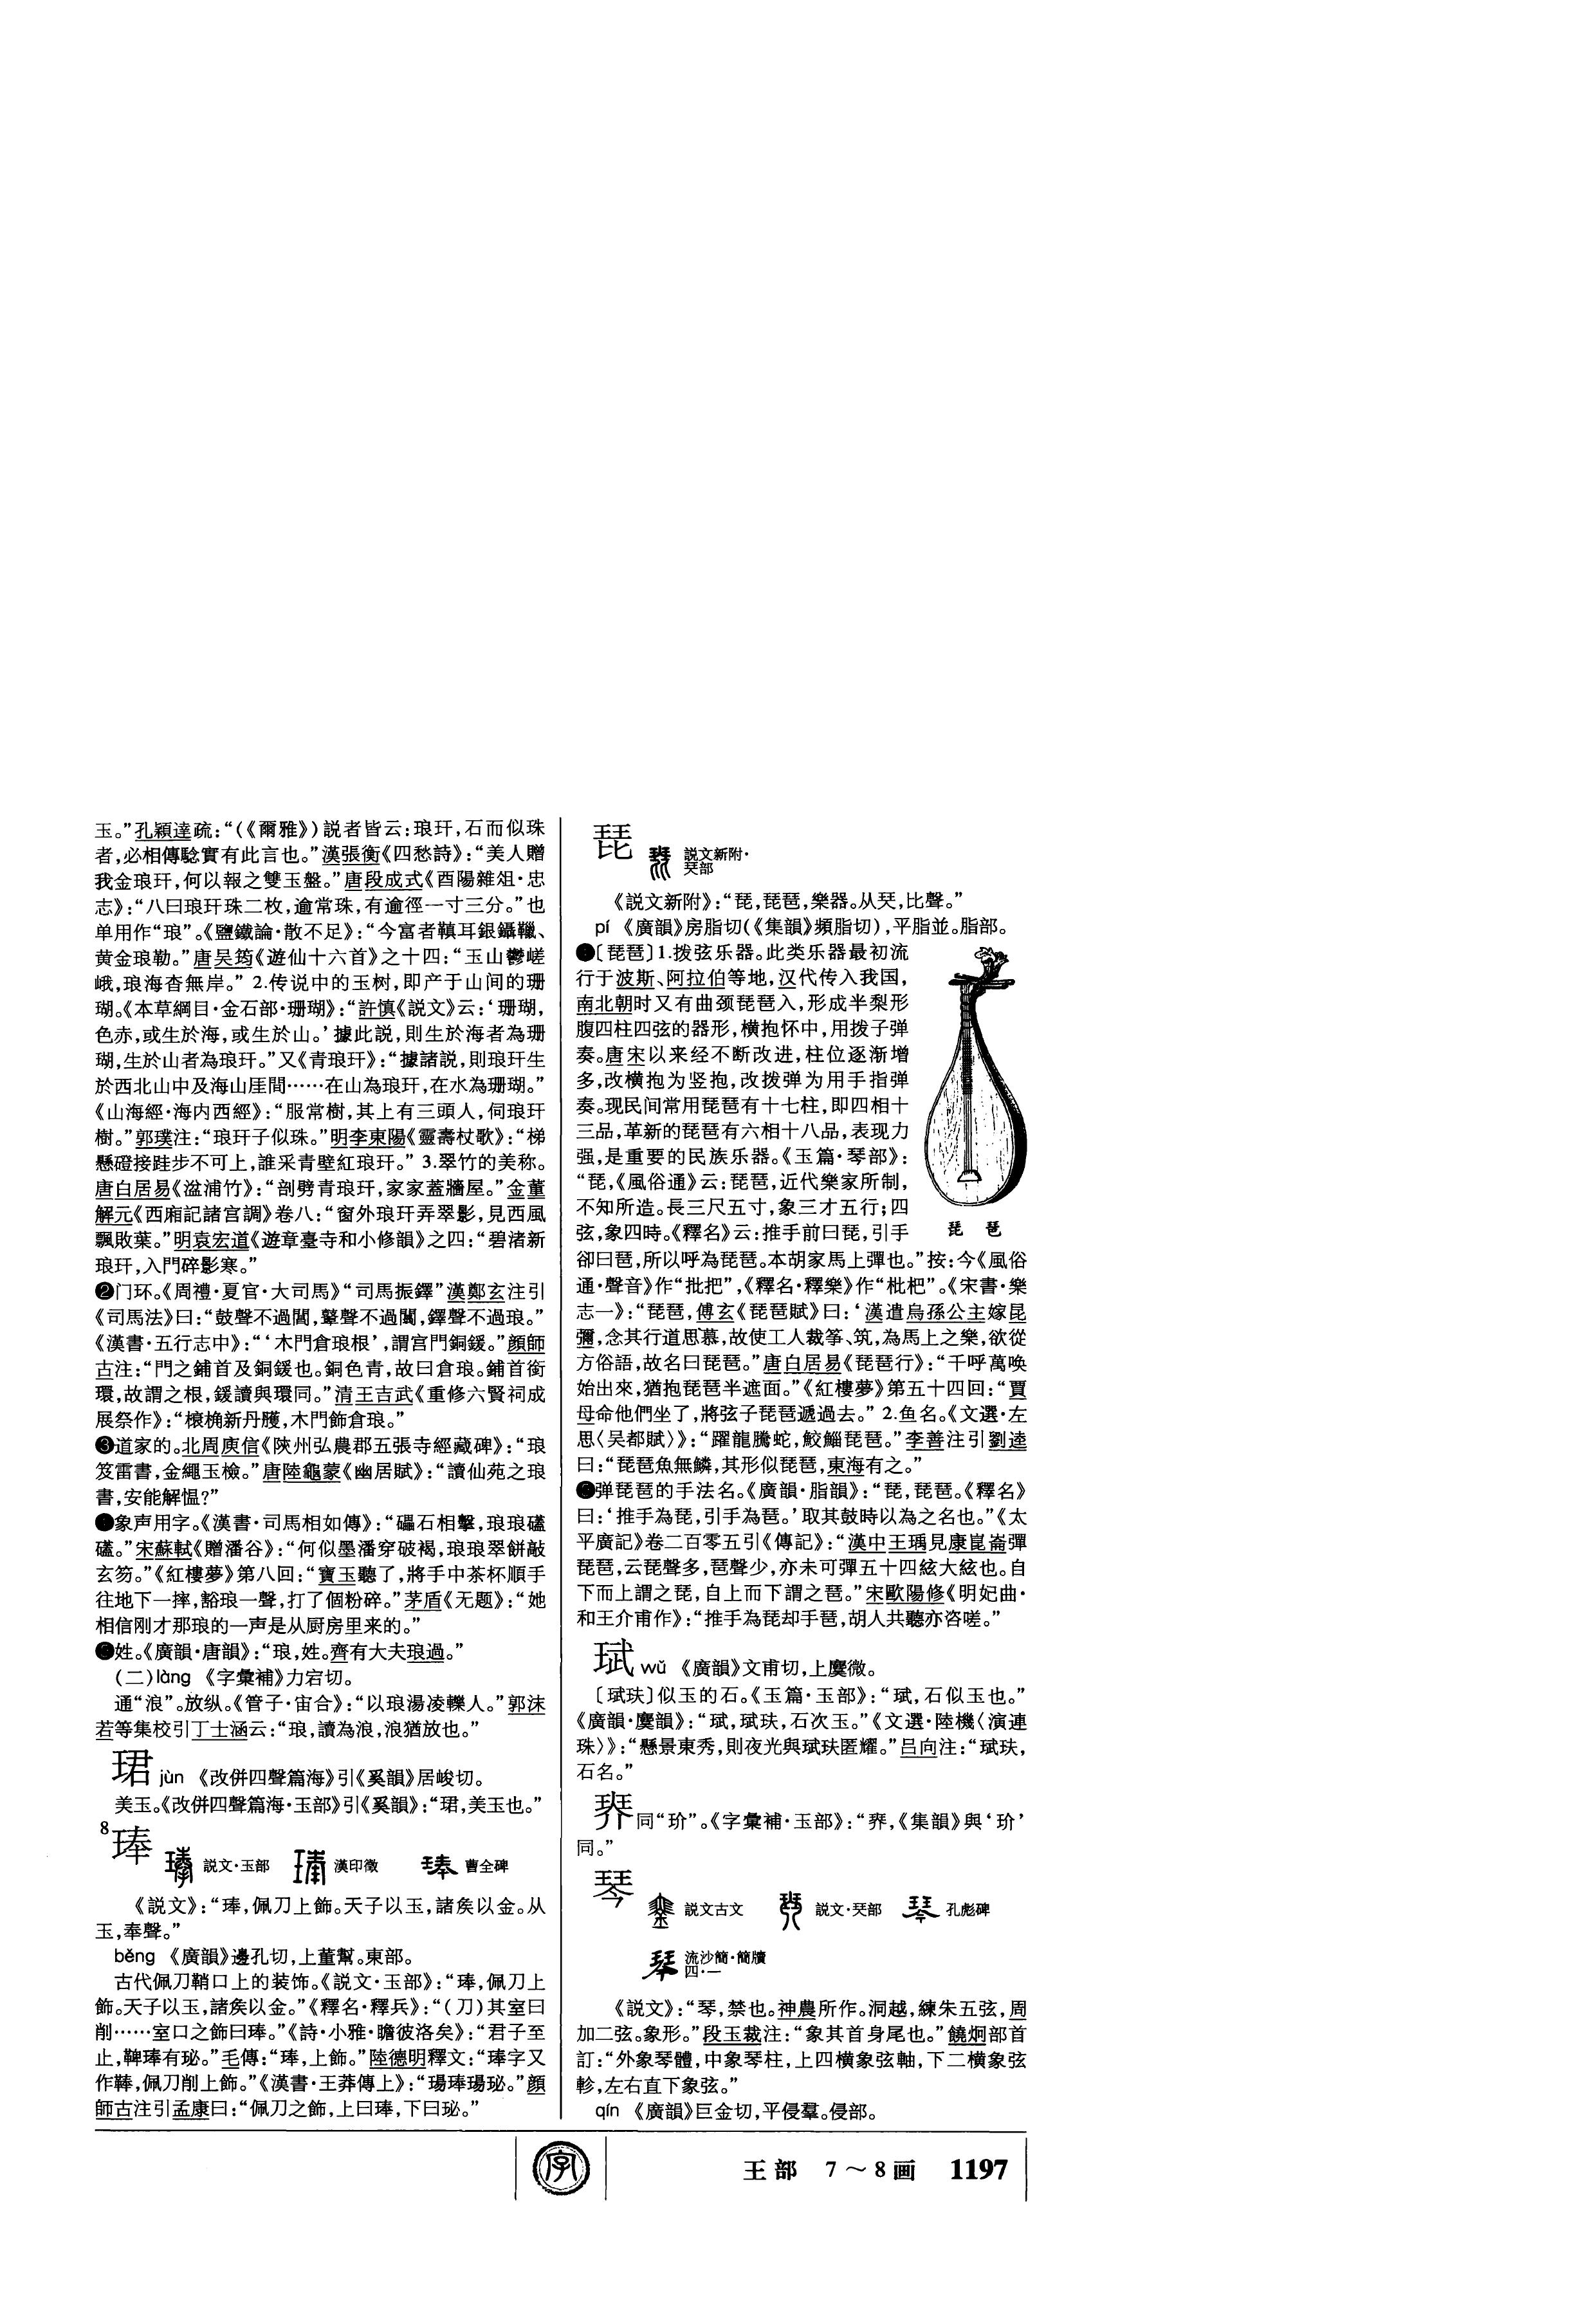 玉。”孔穎達疏：“（《爾雅》）説者皆云：琅玕，石而似珠
者，必相傳驗實有此言也。”漢張衡《四愁詩》：“美人贈
我金琅玕，何以報之雙玉盤。”唐段成式《酉陽雜俎·忠
志》：“八曰琅玕珠二枚，逾常珠，有逾徑一寸三分。”也
单用作“琅”。《鹽鐵論·散不足》：“今富者鞼耳銀鑷韉、
黄金琅勒。”唐吴筠《遊仙十六首》之十四：“玉山鬱嵯
峨，琅海杳無岸。” 2.传说中的玉树，即产于山间的珊
瑚。《本草綱目·金石部·珊瑚》：“許慎《説文》云：‘珊瑚，
色赤，或生於海，或生於山。’據此説，則生於海者為珊
瑚，生於山者為琅玕。”又《青琅玕》：“據諸説，則琅玕生
於西北山中及海山厓間……在山為琅玕，在水為珊瑚。”
《山海經·海内西經》：“服常樹，其上有三頭人，伺琅玕
樹。”郭璞注：“琅玕子似珠。”明李東陽《靈壽杖歌》：“梯
懸磴接跬步不可上，誰采青壁紅琅玕。” 3.翠竹的美称。
唐白居易《湓浦竹》：“剖劈青琅玕，家家蓋牆屋。”金董
解元《西廂記諸宫調》卷八：“窗外琅玕弄翠影，見西風
飄敗葉。”明袁宏道《遊章臺寺和小修韻》之四：“碧渚新
琅玕，入門碎影寒。”
❷门环。《周禮·夏官·大司馬》“司馬振鐸”漢鄭玄注引
《司馬法》曰：“鼓聲不過閶，鼙聲不過闒，鐸聲不過琅。”
《漢書·五行志中》：“‘木門倉琅根’，謂宫門銅鍰。”顔師
古注：“門之鋪首及銅鍰也。銅色青，故曰倉琅。鋪首銜
環，故謂之根，鍰讀與環同。”清王吉武《重修六賢祠成
展祭作》：“榱桷新丹雘，木門飾倉琅。”
❸道家的。北周庾信《陜州弘農郡五張寺經藏碑》：“琅
笈雷書，金繩玉檢。”唐陸龜蒙《幽居賦》：“讀仙苑之琅
書，安能解愠？”
❹象声用字。《漢書·司馬相如傳》：“礧石相擊，琅琅礚
礚。”宋蘇軾《贈潘谷》：“何似墨潘穿破褐，琅琅翠餅敲
玄笏。”《紅樓夢》第八回：“寶玉聽了，將手中茶杯順手
往地下一摔，豁琅一聲，打了個粉碎。”茅盾《无题》：“她
相信刚才那琅的一声是从厨房里来的。”
❺姓。《廣韻·唐韻》：“琅，姓。齊有大夫琅過。”
（二）làng 《字彙補》力宕切。
通“浪”。放纵。《管子·宙合》：“以琅湯凌轢人。”郭沫
若等集校引丁士涵云：“琅，讀為浪，浪猶放也。”
珺 jùn 《改併四聲篇海》引《奚韻》居峻切。
美玉。《改併四聲篇海·玉部》引《奚韻》：“珺，美玉也。”
8
琫 説文·玉部 漢印徵 曹全碑
《説文》：“琫，佩刀上飾。天子以玉，諸矦以金。从
玉，奉聲。”
běng 《廣韻》邊孔切，上董幫。東部。
古代佩刀鞘口上的装饰。《説文·玉部》：“琫，佩刀上
飾。天子以玉，諸矦以金。”《釋名·釋兵》：“（刀）其室曰
削……室口之飾曰琫。”《詩·小雅·瞻彼洛矣》：“君子至
止，鞞琫有珌。”毛傳：“琫，上飾。”陸德明釋文：“琫字又
作鞛，佩刀削上飾。”《漢書·王莽傳上》：“瑒琫瑒珌。”顔
師古注引孟康曰：“佩刀之飾，上曰琫，下曰珌。”
琵 説文新附·
珡部
《説文新附》：“琵，琵琶，樂器。从珡，比聲。”
pí 《廣韻》房脂切（《集韻》頻脂切），平脂並。脂部。
❶〔琵琶〕1.拨弦乐器。此类乐器最初流
行于波斯、阿拉伯等地，汉代传入我国，
南北朝时又有曲颈琵琶入，形成半梨形
腹四柱四弦的器形，横抱怀中，用拨子弹
奏。唐宋以来经不断改进，柱位逐渐增
多，改横抱为竖抱，改拨弹为用手指弹
奏。现民间常用琵琶有十七柱，即四相十
三品，革新的琵琶有六相十八品，表现力
强，是重要的民族乐器。《玉篇·琴部》：
“琵，《風俗通》云：琵琶，近代樂家所制，
不知所造。長三尺五寸，象三才五行；四
弦，象四時。《釋名》云：推手前曰琵，引手
琵 琶
卻曰琶，所以呼為琵琶。本胡家馬上彈也。”按：今《風俗
通·聲音》作“批把”，《釋名·釋樂》作“枇杷”。《宋書·樂
志一》：“琵琶，傅玄《琵琶賦》曰：‘漢遣烏孫公主嫁昆
彌，念其行道思慕，故使工人裁筝、筑，為馬上之樂，欲從
方俗語，故名曰琵琶。”唐白居易《琵琶行》：“千呼萬唤
始出來，猶抱琵琶半遮面。”《紅樓夢》第五十四回：“賈
母命他們坐了，將弦子琵琶遞過去。” 2.鱼名。《文選·左
思〈吴都賦〉》：“躍龍騰蛇，鮫鯔琵琶。”李善注引劉逵
曰：“琵琶魚無鱗，其形似琵琶，東海有之。”
❷弹琵琶的手法名。《廣韻·脂韻》：“琵，琵琶。《釋名》
曰：‘推手為琵，引手為琶。’取其鼓時以為之名也。”《太
平廣記》卷二百零五引《傳記》：“漢中王瑀見康崑崙彈
琵琶，云琵聲多，琶聲少，亦未可彈五十四絃大絃也。自
下而上謂之琵，自上而下謂之琶。”宋歐陽修《明妃曲·
和王介甫作》：“推手為琵却手琶，胡人共聽亦咨嗟。”
珷 wǔ 《廣韻》文甫切，上麌微。
〔珷玞〕似玉的石。《玉篇·玉部》：“珷，石似玉也。”
《廣韻·麌韻》：“珷，珷玞，石次玉。”《文選·陸機〈演連
珠〉》：“懸景東秀，則夜光與珷玞匿耀。”吕向注：“珷玞，
石名。”
同“玠”。《字彙補·玉部》：“《集韻》與‘玠’
同。”
琴 説文古文 説文·珡部 孔彪碑
流沙簡·簡牘
四·一
《説文》：“琴，禁也。神農所作。洞越，練朱五弦，周
加二弦。象形。”段玉裁注：“象其首身尾也。”饒炯部首
訂：“外象琴體，中象琴柱，上四横象弦軸，下二横象弦
軫，左右直下象弦。”
qín 《廣韻》巨金切，平侵羣。侵部。
王部 7～8画 1197